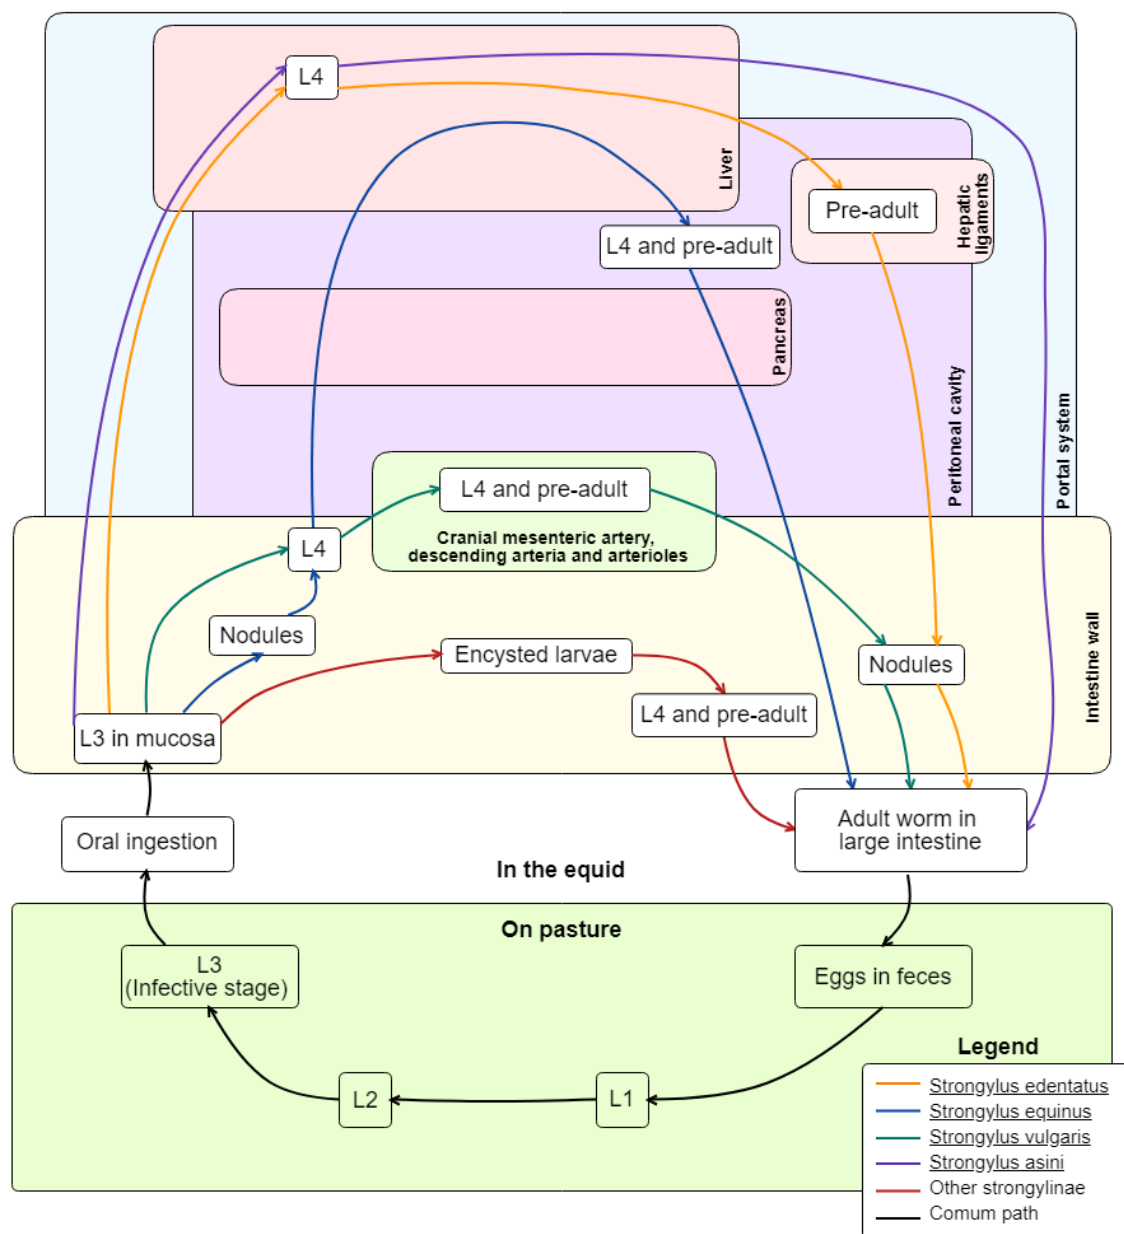 L4
Liver
Pre-adult
Hepatic
ligaments
L4 and pre-adult
Pancreas
Peritoneal cavity
Portal system
L4 and pre-adult
Cranial mesenteric artery,
descending arteria and arterioles
L4
Nodules
Encysted larvae
Nodules
Intestine wall
L4 and pre-adult
L3 in mucosa
Oral ingestion
Adult worm in
large intestine
In the equid
On pasture
L3
(Infective stage)
Eggs in feces
L2
L1
Legend
Strongylus edentatus
Strongylus equinus
Strongylus vulgaris
Strongylus asini
Other strongylinae
Comum path